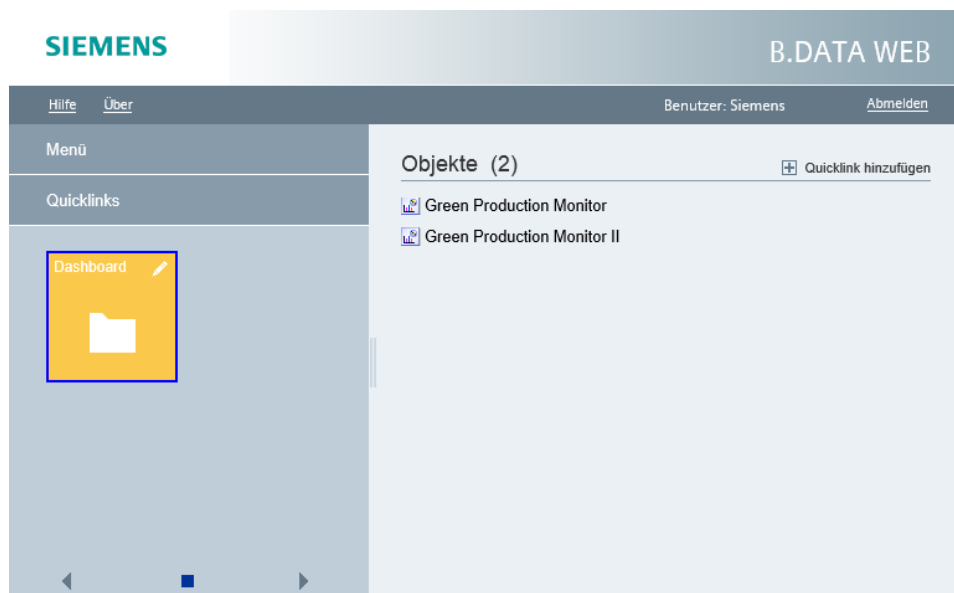 SIEMENS
B.DATA WEB
Hilfe Über Benutzer: Siemens Abmelden
Menü
Quicklinks
Dashboard
Objekte (2)
Quicklink hinzufügen
Green Production Monitor
Green Production Monitor II